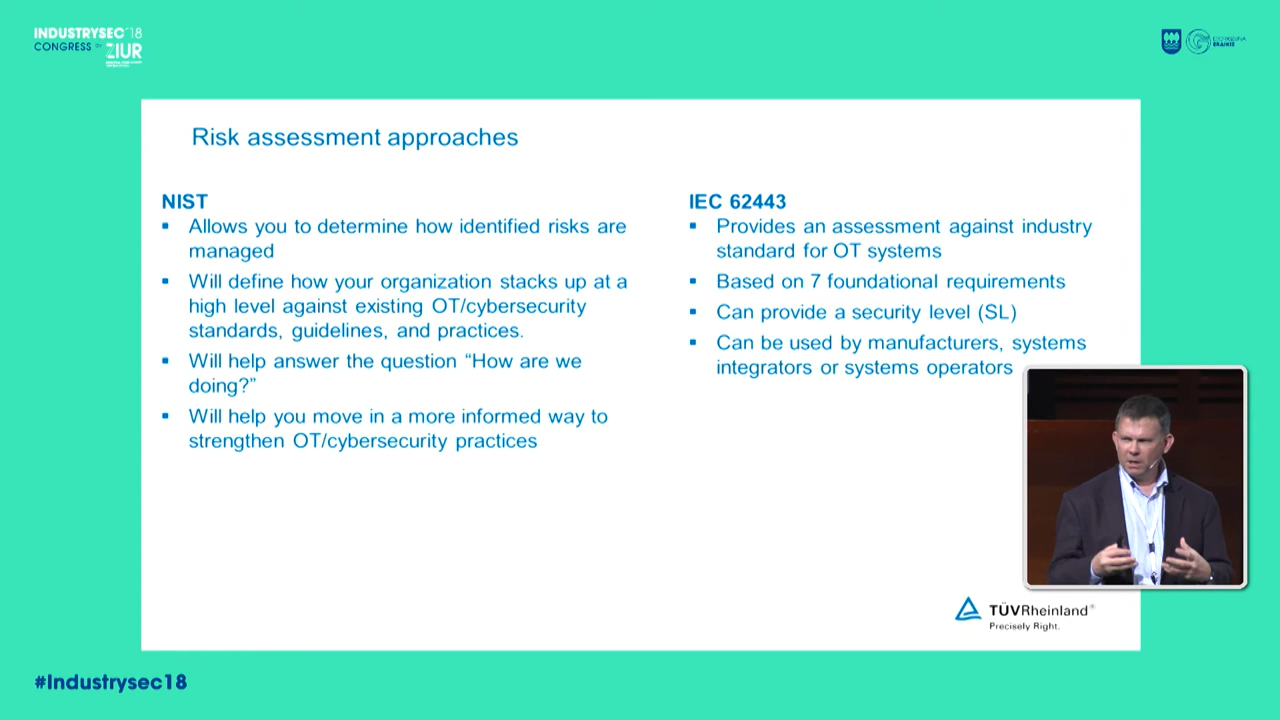 INDUSTRYSEC'18
CONGRESS BY ZIUR
Risk assessment approaches
NIST
Allows you to determine how identified risks are
managed
Will define how your organization stacks up at a
high level against existing OT/cybersecurity
standards, guidelines, and practices.
Will help answer the question “How are we
doing?”
Will help you move in a more informed way to
strengthen OT/cybersecurity practices
IEC 62443
Provides an assessment against industry
standard for OT systems
Based on 7 foundational requirements
Can provide a security level (SL)
Can be used by manufacturers, systems
integrators or systems operators
TÜVRheinland®
Precisely Right.
#Industrysec18